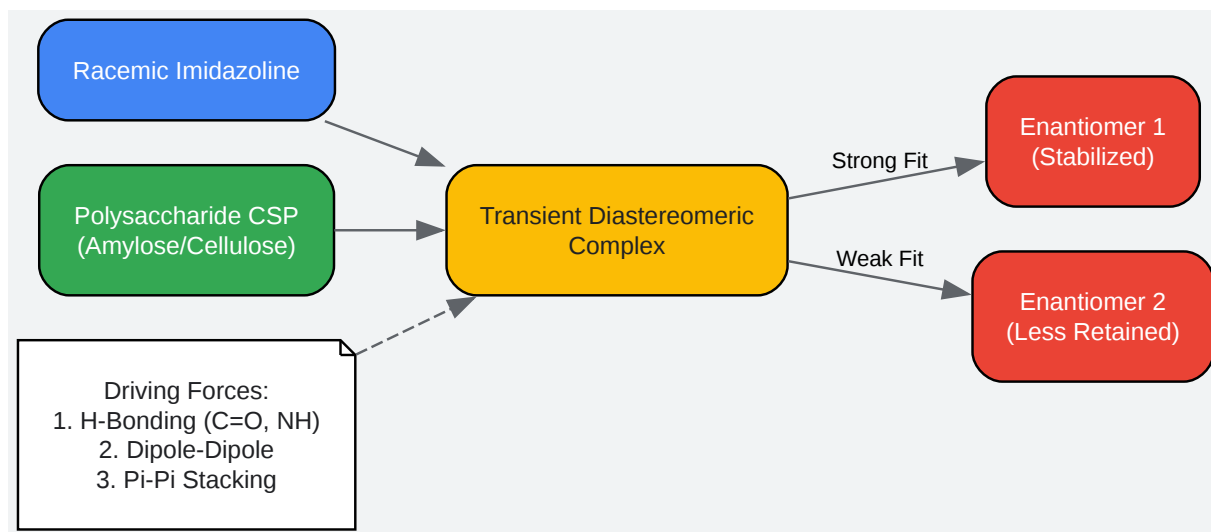 Racemic Imidazoline
Polysaccharide CSP
(Amylose/Cellulose)
Driving Forces:
1. H-Bonding (C=O, NH)
2. Dipole-Dipole
3. Pi-Pi Stacking
Transient Diastereomeric
Complex
Strong Fit
Weak Fit
Enantiomer 1
(Stabilized)
Enantiomer 2
(Less Retained)